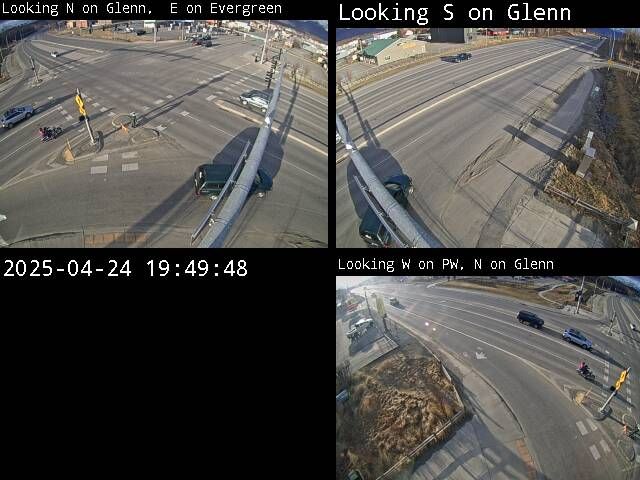 Looking N on Glenn,  E on Evergreen
Looking S on Glenn
2025-04-24 19:49:48
Looking W on PW, N on Glenn